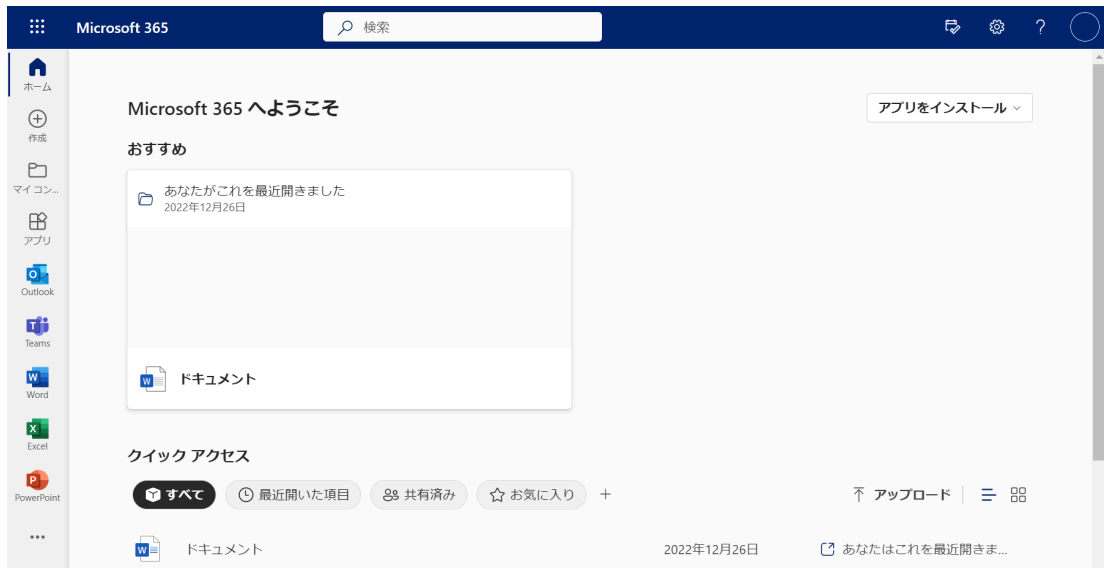 Microsoft 365
検索
ホーム
作成
マイ コン...
アプリ
Outlook
Teams
Word
Excel
PowerPoint
Microsoft 365 へようこそ
アプリをインストール
おすすめ
あなたがこれを最近開きました
2022年12月26日
ドキュメント
クイック アクセス
すべて 最近開いた項目 共有済み お気に入り + アップロード
ドキュメント 2022年12月26日 あなたはこれを最近開きま...